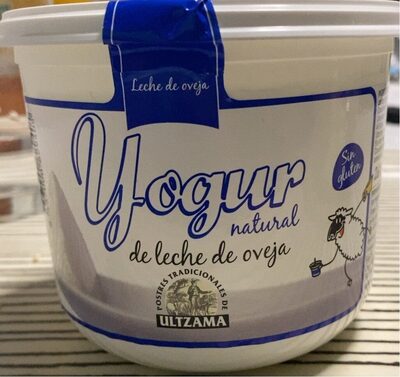 Leche de oveja
Yogur
natural
de leche de oveja
Sin
gluten
POSTRES TRADICIONALES DE
ULTZAMA